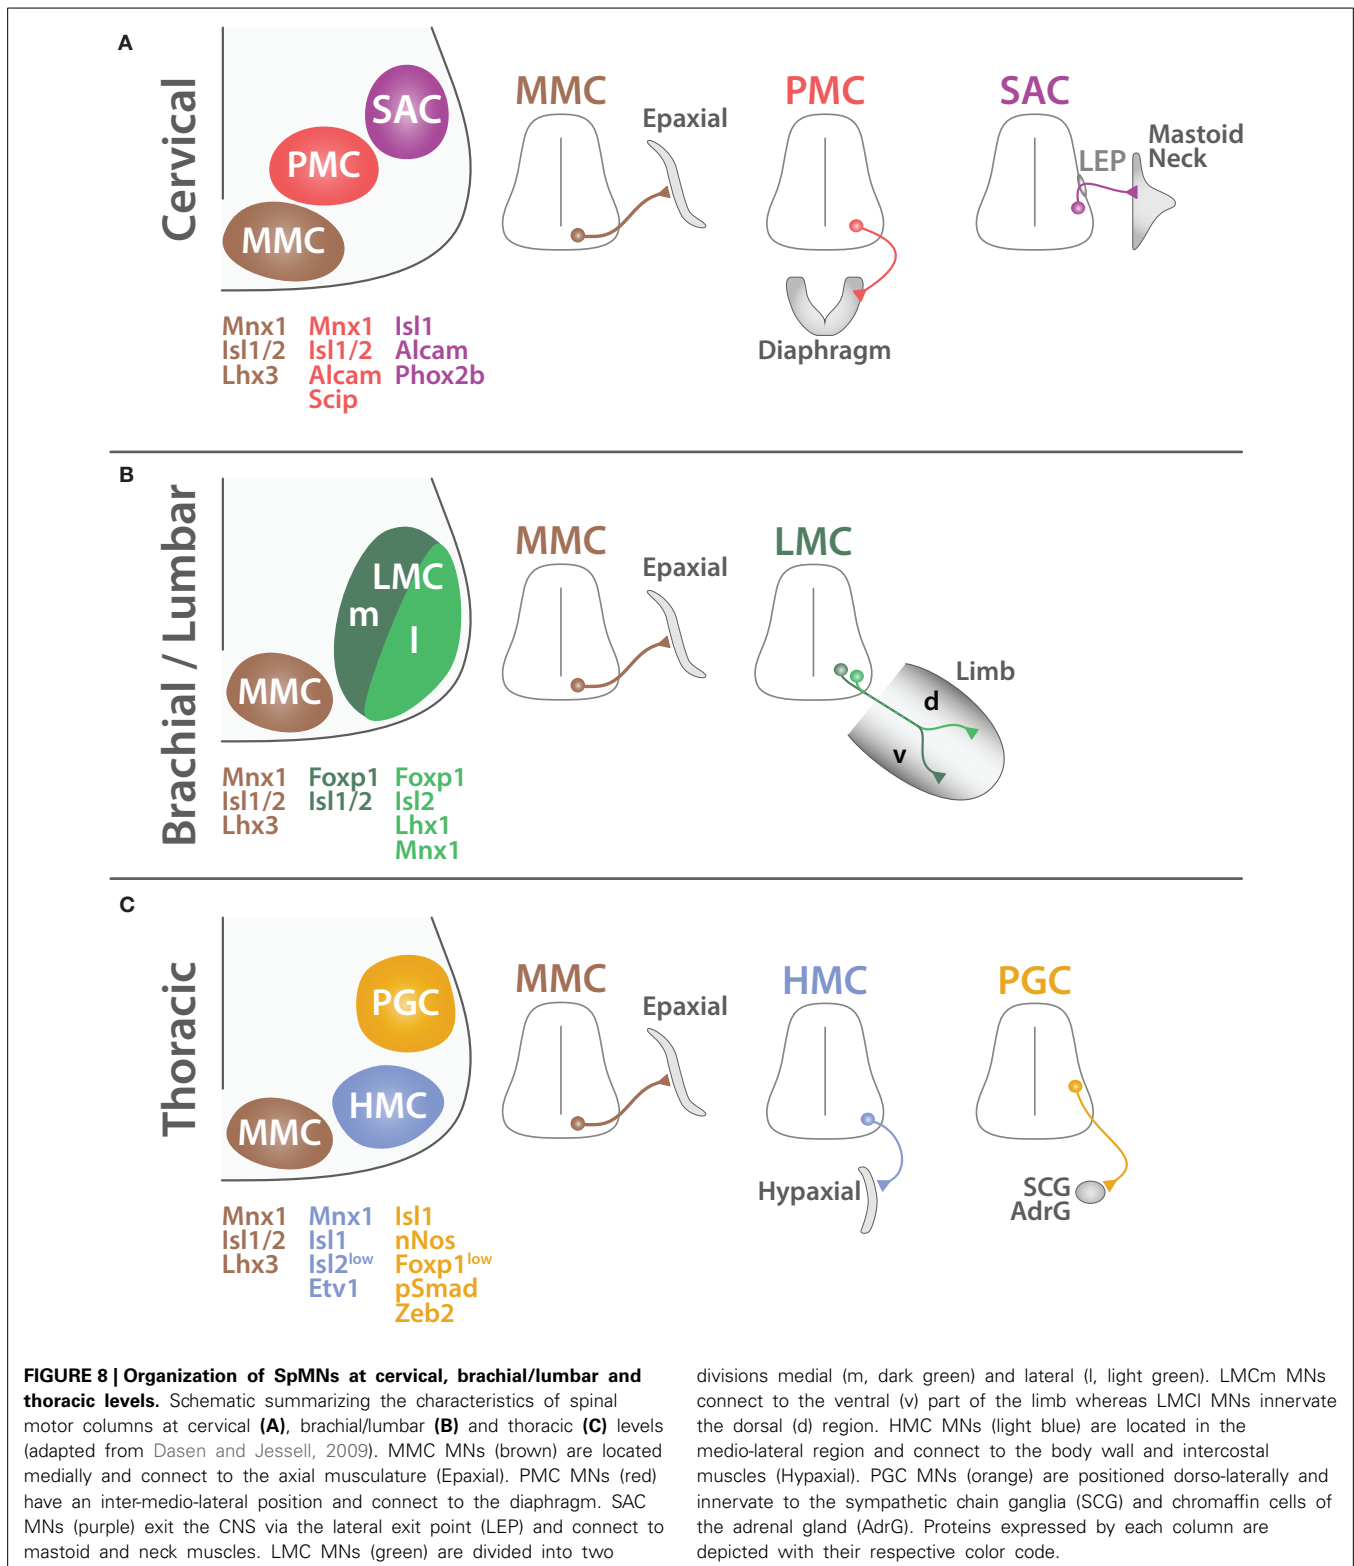 A
Cervical
SAC
PMC
MMC
MMC
Epaxial
PMC
Diaphragm
SAC
LEP
Mastoid
Neck
Mnx1
Isl1/2
Lhx3
Mnx1
Isl1/2
Alcam
Scip
Isl1
Alcam
Phox2b
B
Brachial / Lumbar
LMC
m
l
MMC
MMC
Epaxial
LMC
Limb
d
v
Mnx1
Isl1/2
Lhx3
Foxp1
Isl1/2
Foxp1
Isl2
Lhx1
Mnx1
C
Thoracic
PGC
HMC
MMC
MMC
Epaxial
HMC
Hypaxial
PGC
SCG
AdrG
Mnx1
Isl1/2
Lhx3
Mnx1
Isl1
Isl2low
Etv1
Isl1
nNos
Foxp1low
pSmad
Zeb2
FIGURE 8 | Organization of SpMNs at cervical, brachial/lumbar and
thoracic levels. Schematic summarizing the characteristics of spinal
motor columns at cervical (A), brachial/lumbar (B) and thoracic (C) levels
(adapted from Dasen and Jessell, 2009). MMC MNs (brown) are located
medially and connect to the axial musculature (Epaxial). PMC MNs (red)
have an inter-medio-lateral position and connect to the diaphragm. SAC
MNs (purple) exit the CNS via the lateral exit point (LEP) and connect to
mastoid and neck muscles. LMC MNs (green) are divided into two
divisions medial (m, dark green) and lateral (l, light green). LMCm MNs
connect to the ventral (v) part of the limb whereas LMCl MNs innervate
the dorsal (d) region. HMC MNs (light blue) are located in the
medio-lateral region and connect to the body wall and intercostal
muscles (Hypaxial). PGC MNs (orange) are positioned dorso-laterally and
innervate to the sympathetic chain ganglia (SCG) and chromaffin cells of
the adrenal gland (AdrG). Proteins expressed by each column are
depicted with their respective color code.